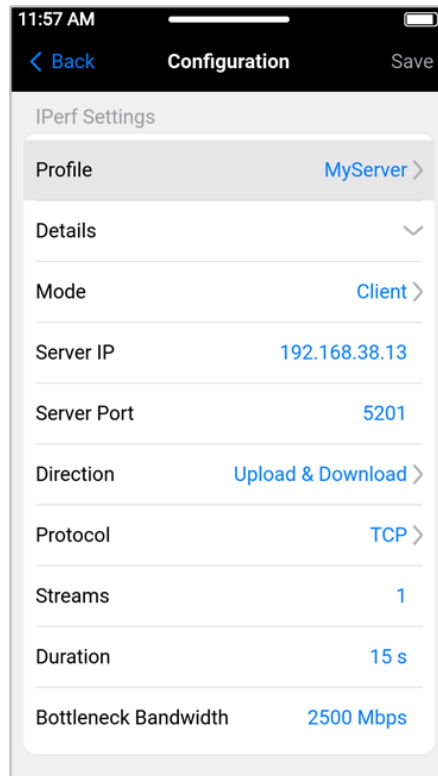 11:57 AM
Back Configuration Save
IPerf Settings
Profile MyServer
Details
Mode Client
Server IP 192.168.38.13
Server Port 5201
Direction Upload & Download
Protocol TCP
Streams 1
Duration 15 s
Bottleneck Bandwidth 2500 Mbps